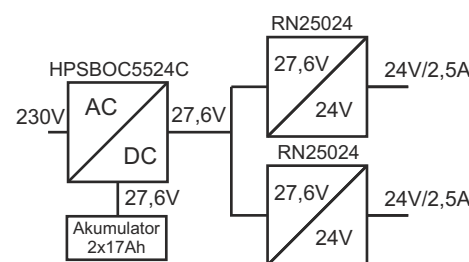 RN25024
HPSBOC5524C
27,6V
24V/2,5A
230V
AC
27,6V
24V
DC
RN25024
27,6V
27,6V
24V/2,5A
Akumulator
2x17Ah
24V